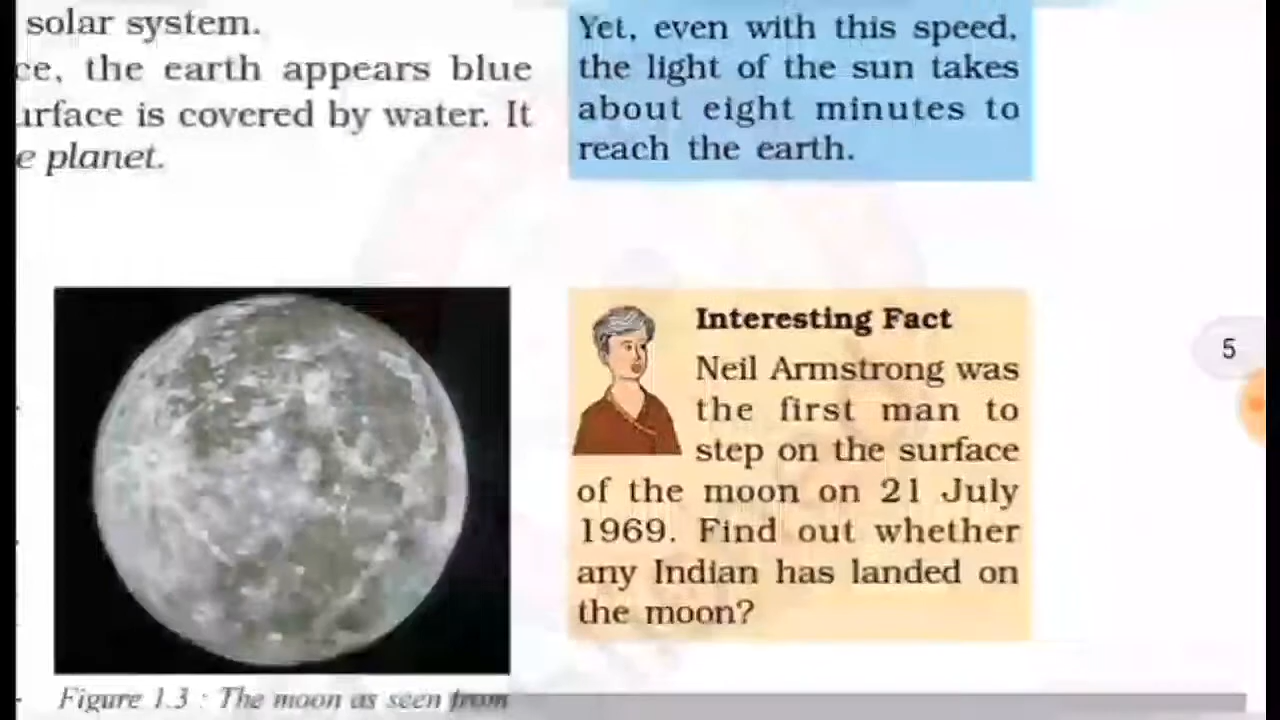 solar system.
the earth appears blue
is covered by water. It
planet.
Yet, even with this speed,
the light of the sun takes
about eight minutes to
reach the earth.
Interesting Fact
Neil Armstrong was
the first man to
step on the surface
of the moon on 21 July
1969. Find out whether
any Indian has landed on
the moon?
5
Figure 1.3 : The moon as seen from